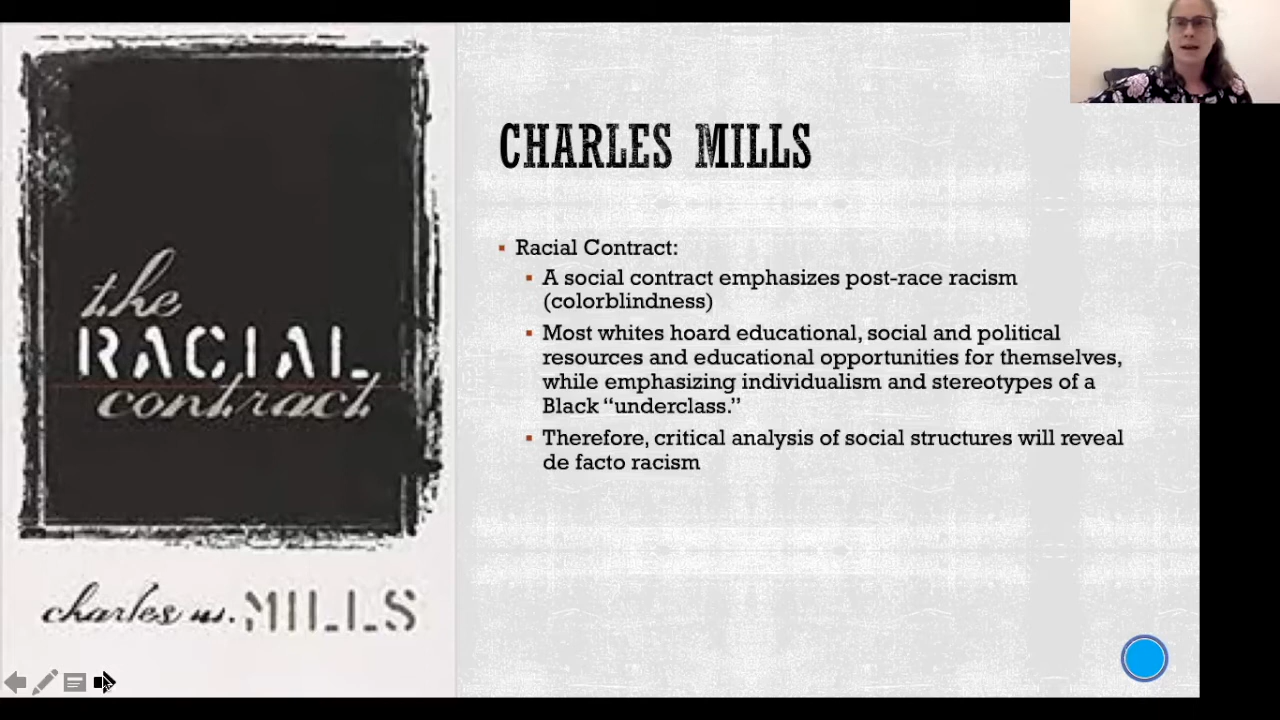 the
RACIAL
contract
charles w. MILLS
CHARLES MILLS
Racial Contract:
A social contract emphasizes post-race racism
(colorblindness)
Most whites hoard educational, social and political
resources and educational opportunities for themselves,
while emphasizing individualism and stereotypes of a
Black “underclass.”
Therefore, critical analysis of social structures will reveal
de facto racism